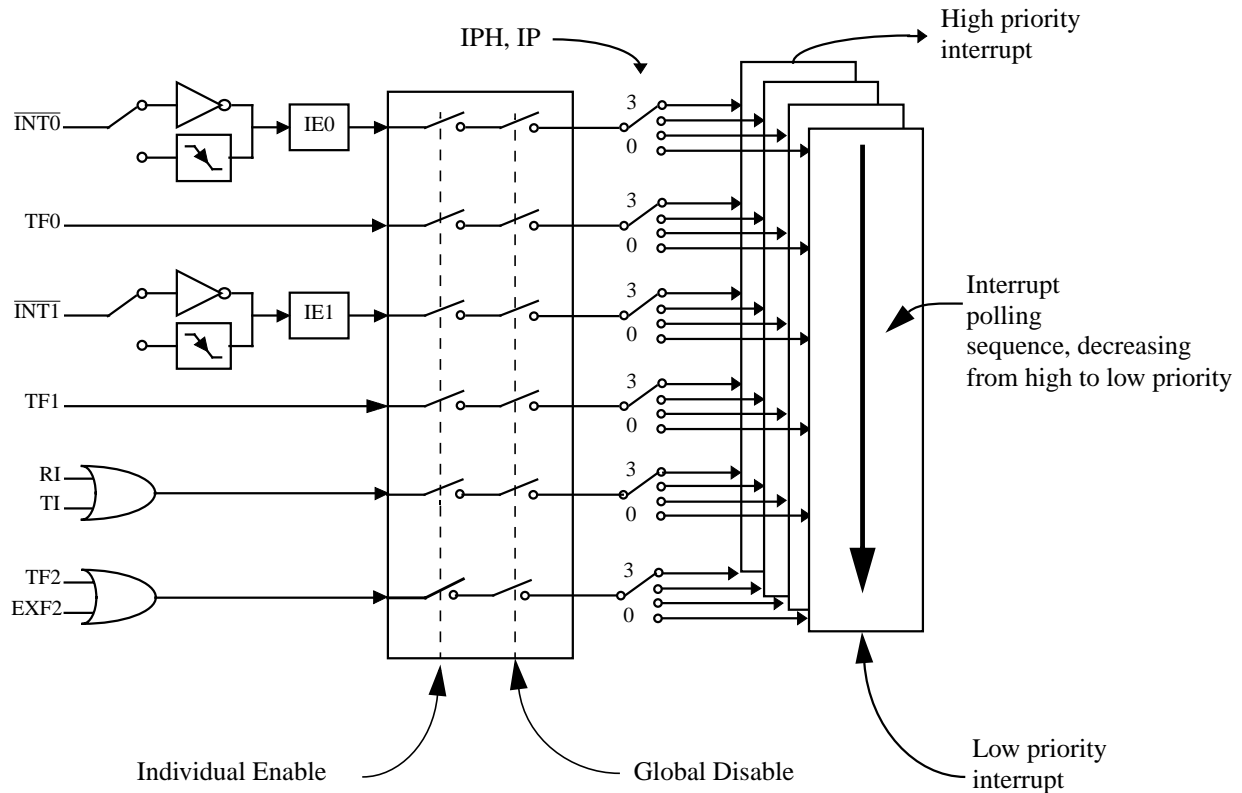 IPH, IP
High priority
interrupt
INT0
IE0
3
0
TF0
3
0
INT1
IE1
3
0
Interrupt
polling
sequence, decreasing
from high to low priority
TF1
3
0
RI
TI
3
0
TF2
EXF2
3
0
Individual Enable
Global Disable
Low priority
interrupt